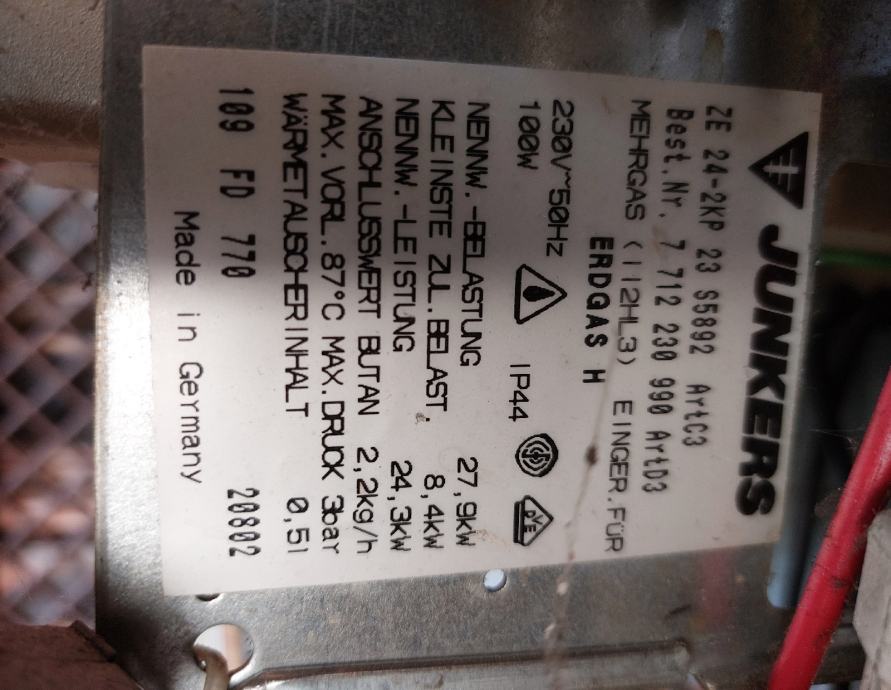 JUNKERS
ZE 24-2KP 23 S5892 ArtC3
Best.Nr. 7 712 230 990 ArtD3
MEHRGAS (II2HL3) EINGER.FÜR
ERDGAS H
230V~50Hz
100W IP44 ÖVE
NENNW.-BELASTUNG 27,9kW
KLEINSTE ZUL.BELAST. 8,4kW
NENNW.-LEISTUNG 24,3kW
ANSCHLUSSWERT BUTAN 2,2kg/h
MAX.VORL.87°C MAX.DRUCK 3bar
WÄRMETAUSCHERINHALT 0,5l
109 FD 770 20802
Made in Germany